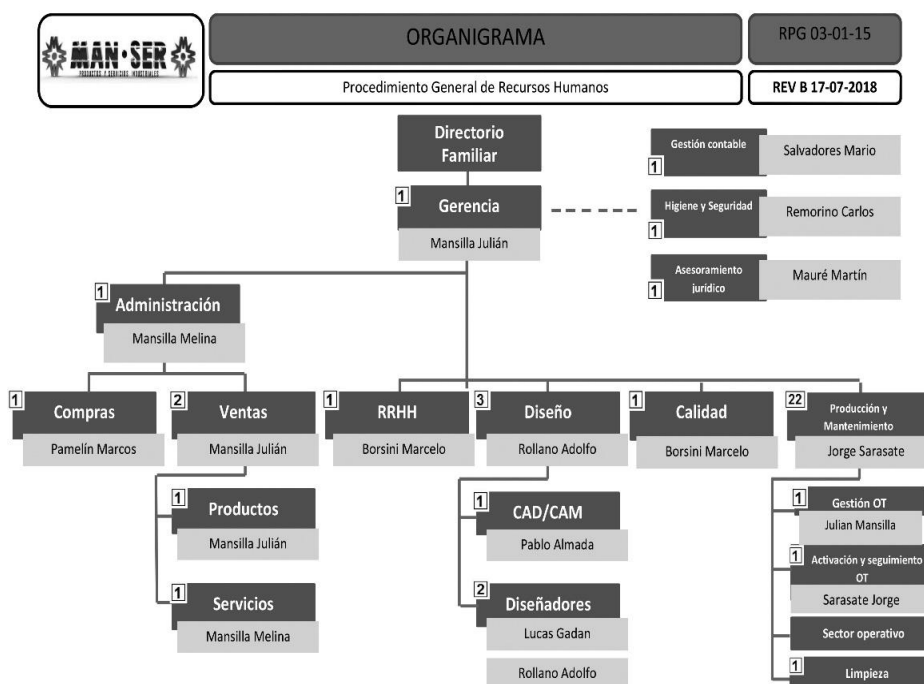 MAN·SER
PRODUCTOS Y SERVICIOS INDUSTRIALES
ORGANIGRAMA
RPG 03-01-15
Procedimiento General de Recursos Humanos
REV B 17-07-2018
Directorio
Familiar
1
Gerencia
Mansilla Julián
Gestión contable
1
Salvadores Mario
Higiene y Seguridad
1
Remorino Carlos
Asesoramiento
jurídico
1
Mauré Martín
1
Administración
Mansilla Melina
1
Compras
Pamelín Marcos
2
Ventas
Mansilla Julián
1
RRHH
Borsini Marcelo
3
Diseño
Rollano Adolfo
1
Calidad
Borsini Marcelo
22
Producción y
Mantenimiento
Jorge Sarasate
1
Productos
Mansilla Julián
1
Servicios
Mansilla Melina
1
CAD/CAM
Pablo Almada
2
Diseñadores
Lucas Gadan
Rollano Adolfo
1
Gestión OT
Julian Mansilla
1
Activación y seguimiento
OT
Sarasate Jorge
Sector operativo
1
Limpieza